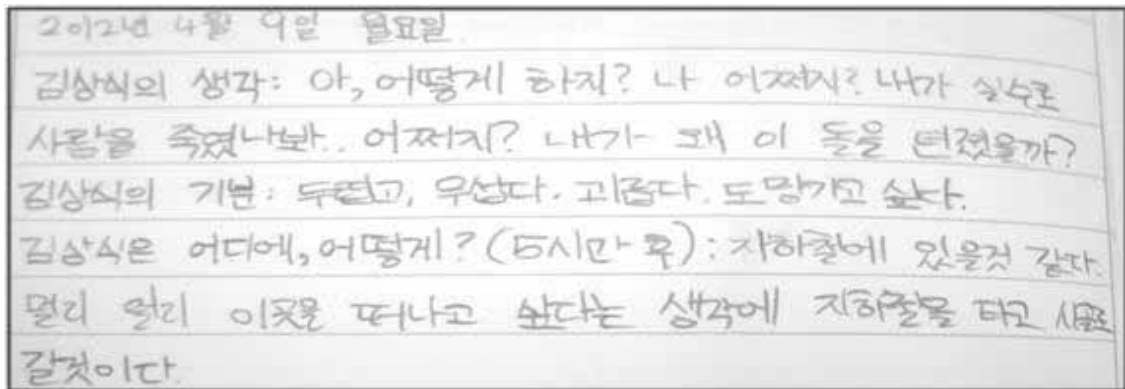 2012년 4월 9일 월요일.
김상식의 생각: 아, 어떻게 하지? 나 어쩌지? 내가 실수로
사람을 죽였나봐.. 어쩌지? 내가 왜 이 돌을 던졌을까?
김상식의 기분: 두렵고, 무섭다. 괴롭다. 도망가고 싶다.
김상식은 어디에, 어떻게? (5시간 후): 지하철에 있을것 같다.
멀리 멀리 이곳을 떠나고 싶다는 생각에 지하철을 타고 시골로
갈것이다.